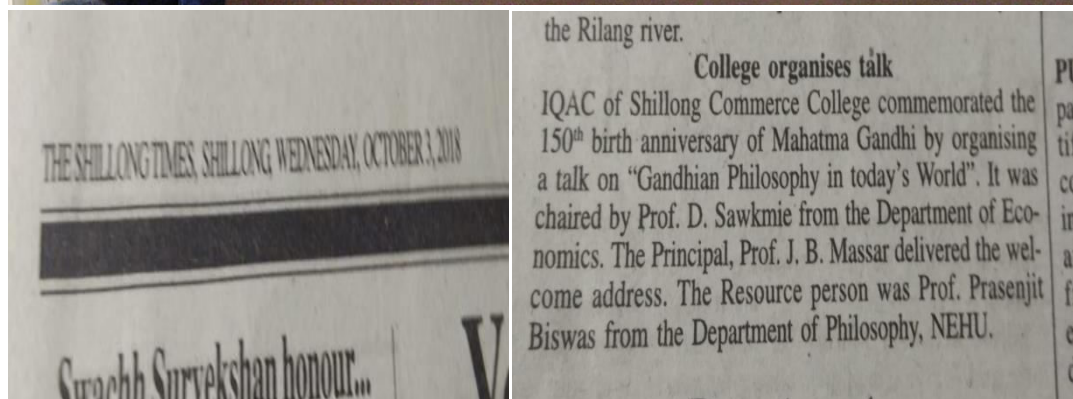 THE SHILLONG TIMES, SHILLONG, WEDNESDAY, OCTOBER 3, 2018
Swachh Survekshan honour...
the Rilang river.
College organises talk
IQAC of Shillong Commerce College commemorated the
150th birth anniversary of Mahatma Gandhi by organising
a talk on “Gandhian Philosophy in today’s World”. It was
chaired by Prof. D. Sawkmie from the Department of Eco-
nomics. The Principal, Prof. J. B. Massar delivered the wel-
come address. The Resource person was Prof. Prasenjit
Biswas from the Department of Philosophy, NEHU.